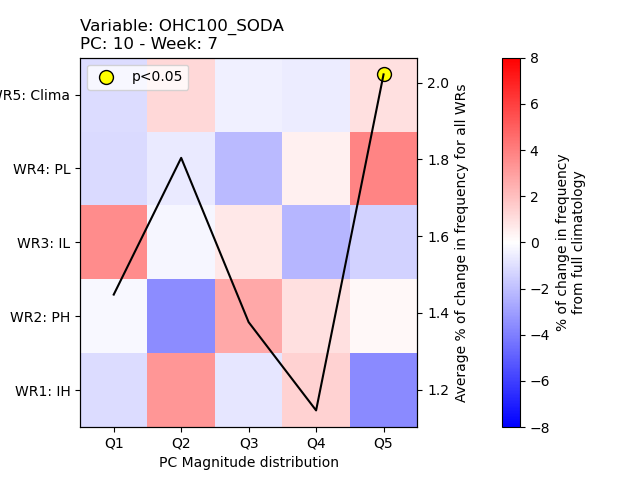 Variable: OHC100_SODA
PC: 10 - Week: 7
p<0.05
WR5: Clima
WR4: PL
WR3: IL
WR2: PH
WR1: IH
Q1 Q2 Q3 Q4 Q5
PC Magnitude distribution
2.0
1.8
1.6
1.4
1.2
Average % of change in frequency for all WRs
8
6
4
2
0
−2
−4
−6
−8
% of change in frequency
from full climatology